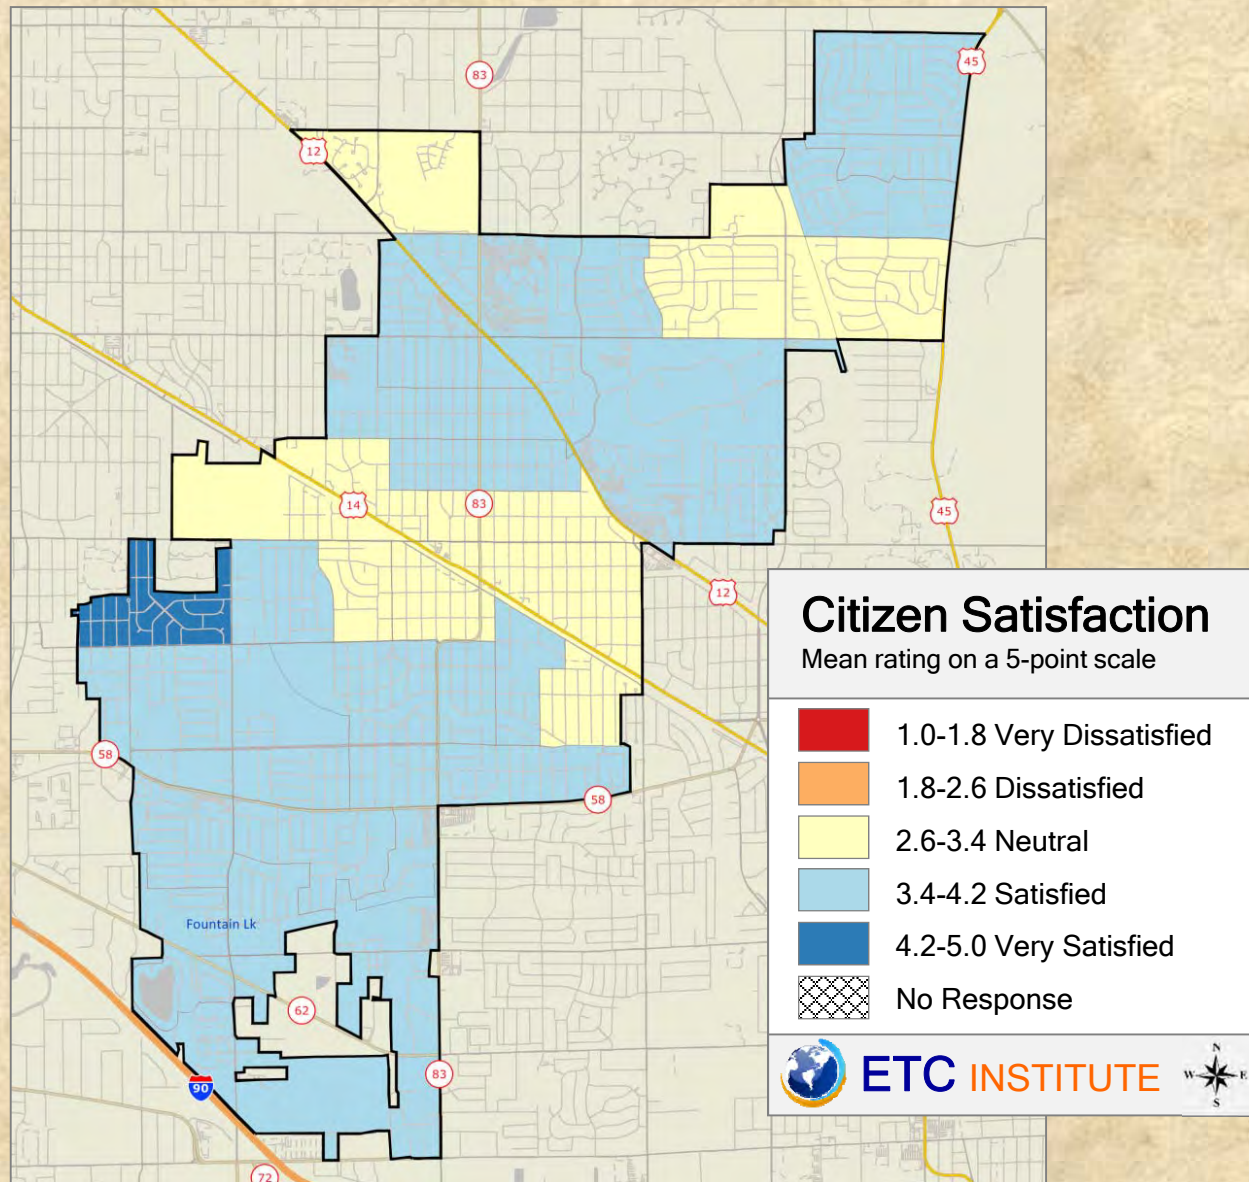 83
45
12
14
83
45
12
58
58
Fountain Lk
62
90
83
72
Citizen Satisfaction
Mean rating on a 5-point scale
1.0-1.8 Very Dissatisfied
1.8-2.6 Dissatisfied
2.6-3.4 Neutral
3.4-4.2 Satisfied
4.2-5.0 Very Satisfied
No Response
ETC INSTITUTE
N
W E
S